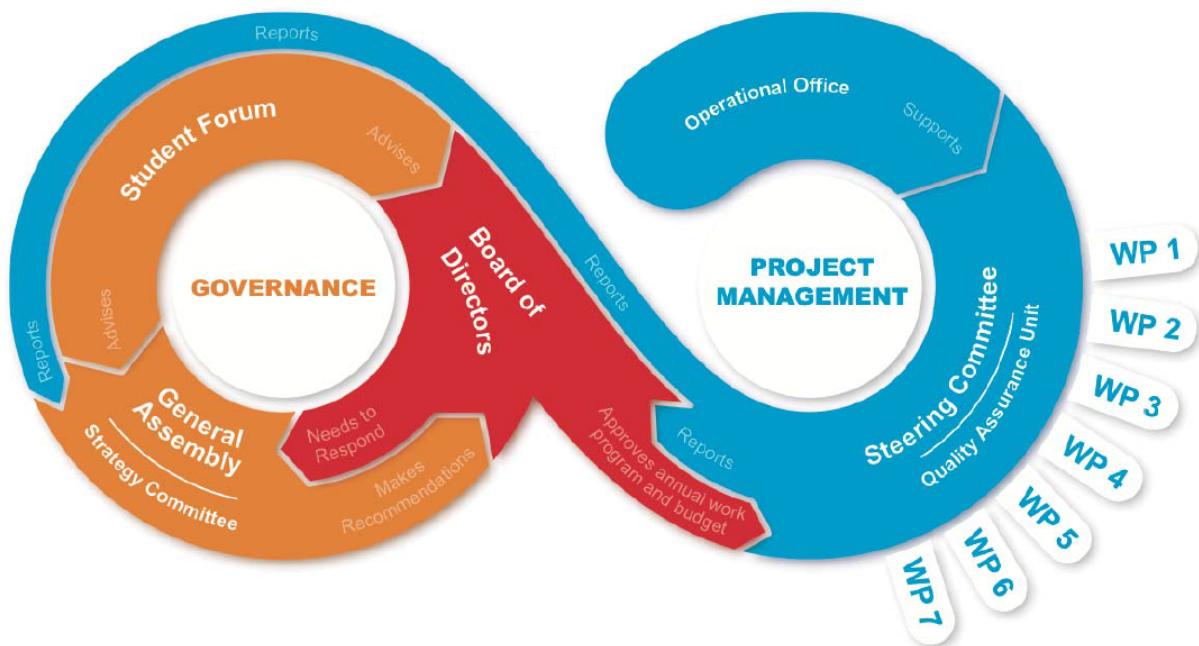 Reports
Student Forum
Advises
Advises
Reports
GOVERNANCE
Board of
Directors
General
Assembly
Strategy Committee
Needs to
Respond
Makes
Recommendations
Reports
Operational Office
Supports
PROJECT
MANAGEMENT
Steering Committee
Quality Assurance Unit
Reports
Approves annual work
program and budget
WP 1
WP 2
WP 3
WP 4
WP 5
WP 6
WP 7